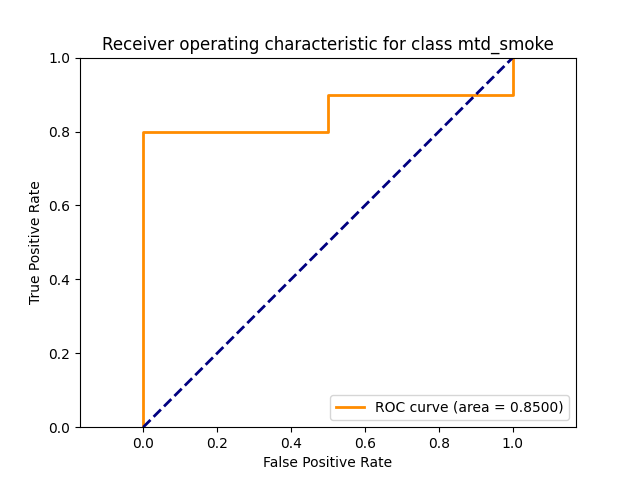 Receiver operating characteristic for class mtd_smoke
True Positive Rate
1.0
0.8
0.6
0.4
0.2
0.0
ROC curve (area = 0.8500)
0.0 0.2 0.4 0.6 0.8 1.0
False Positive Rate